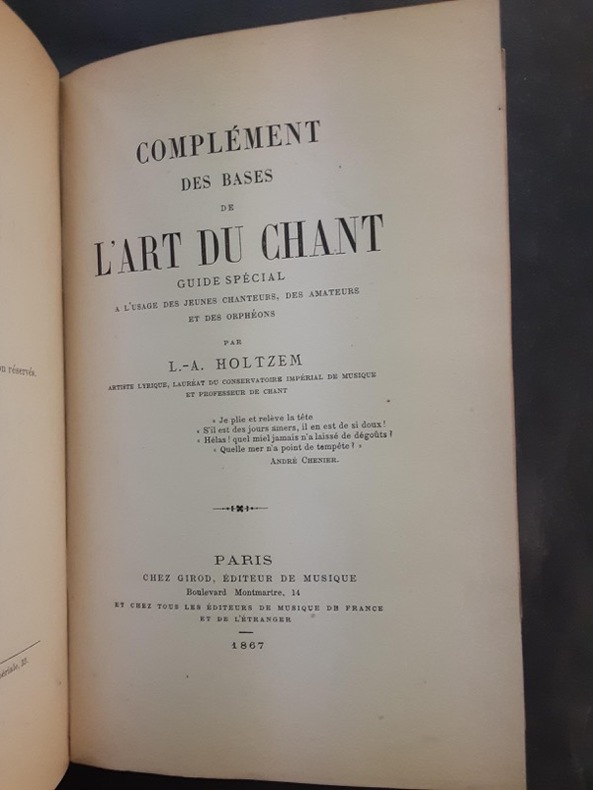 COMPLÉMENT
DES BASES
DE
L'ART DU CHANT
GUIDE SPÉCIAL
A L'USAGE DES JEUNES CHANTEURS, DES AMATEURS
ET DES ORPHÉONS
PAR
L.-A. HOLTZEM
ARTISTE LYRIQUE, LAURÉAT DU CONSERVATOIRE IMPÉRIAL DE MUSIQUE
ET PROFESSEUR DE CHANT
« Je plie et relève la tête
« S'il est des jours amers, il en est de si doux!
« Hélas! quel miel jamais n'a laissé de dégoûts?
« Quelle mer n'a point de tempête? »
ANDRÉ CHENIER.
PARIS
CHEZ GIROD, ÉDITEUR DE MUSIQUE
Boulevard Montmartre, 14
ET CHEZ TOUS LES ÉDITEURS DE MUSIQUE DE FRANCE
ET DE L'ÉTRANGER
1867
réservés.